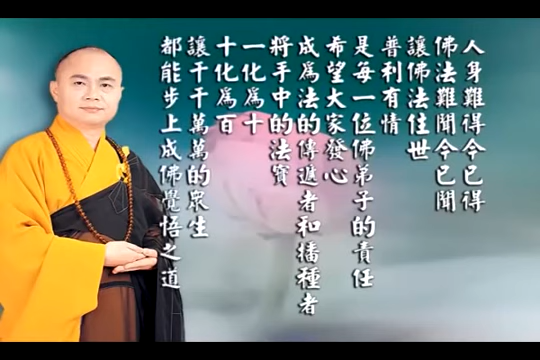 人身難得今已得
佛法難聞今已聞
讓佛法住世
普利有情
是每一位佛弟子的責任
希望大家發心
成為法的傳遞者和播種者
將手中的法寶
一化為十
十化為百
讓千千萬萬的眾生
都能步上成佛覺悟之道